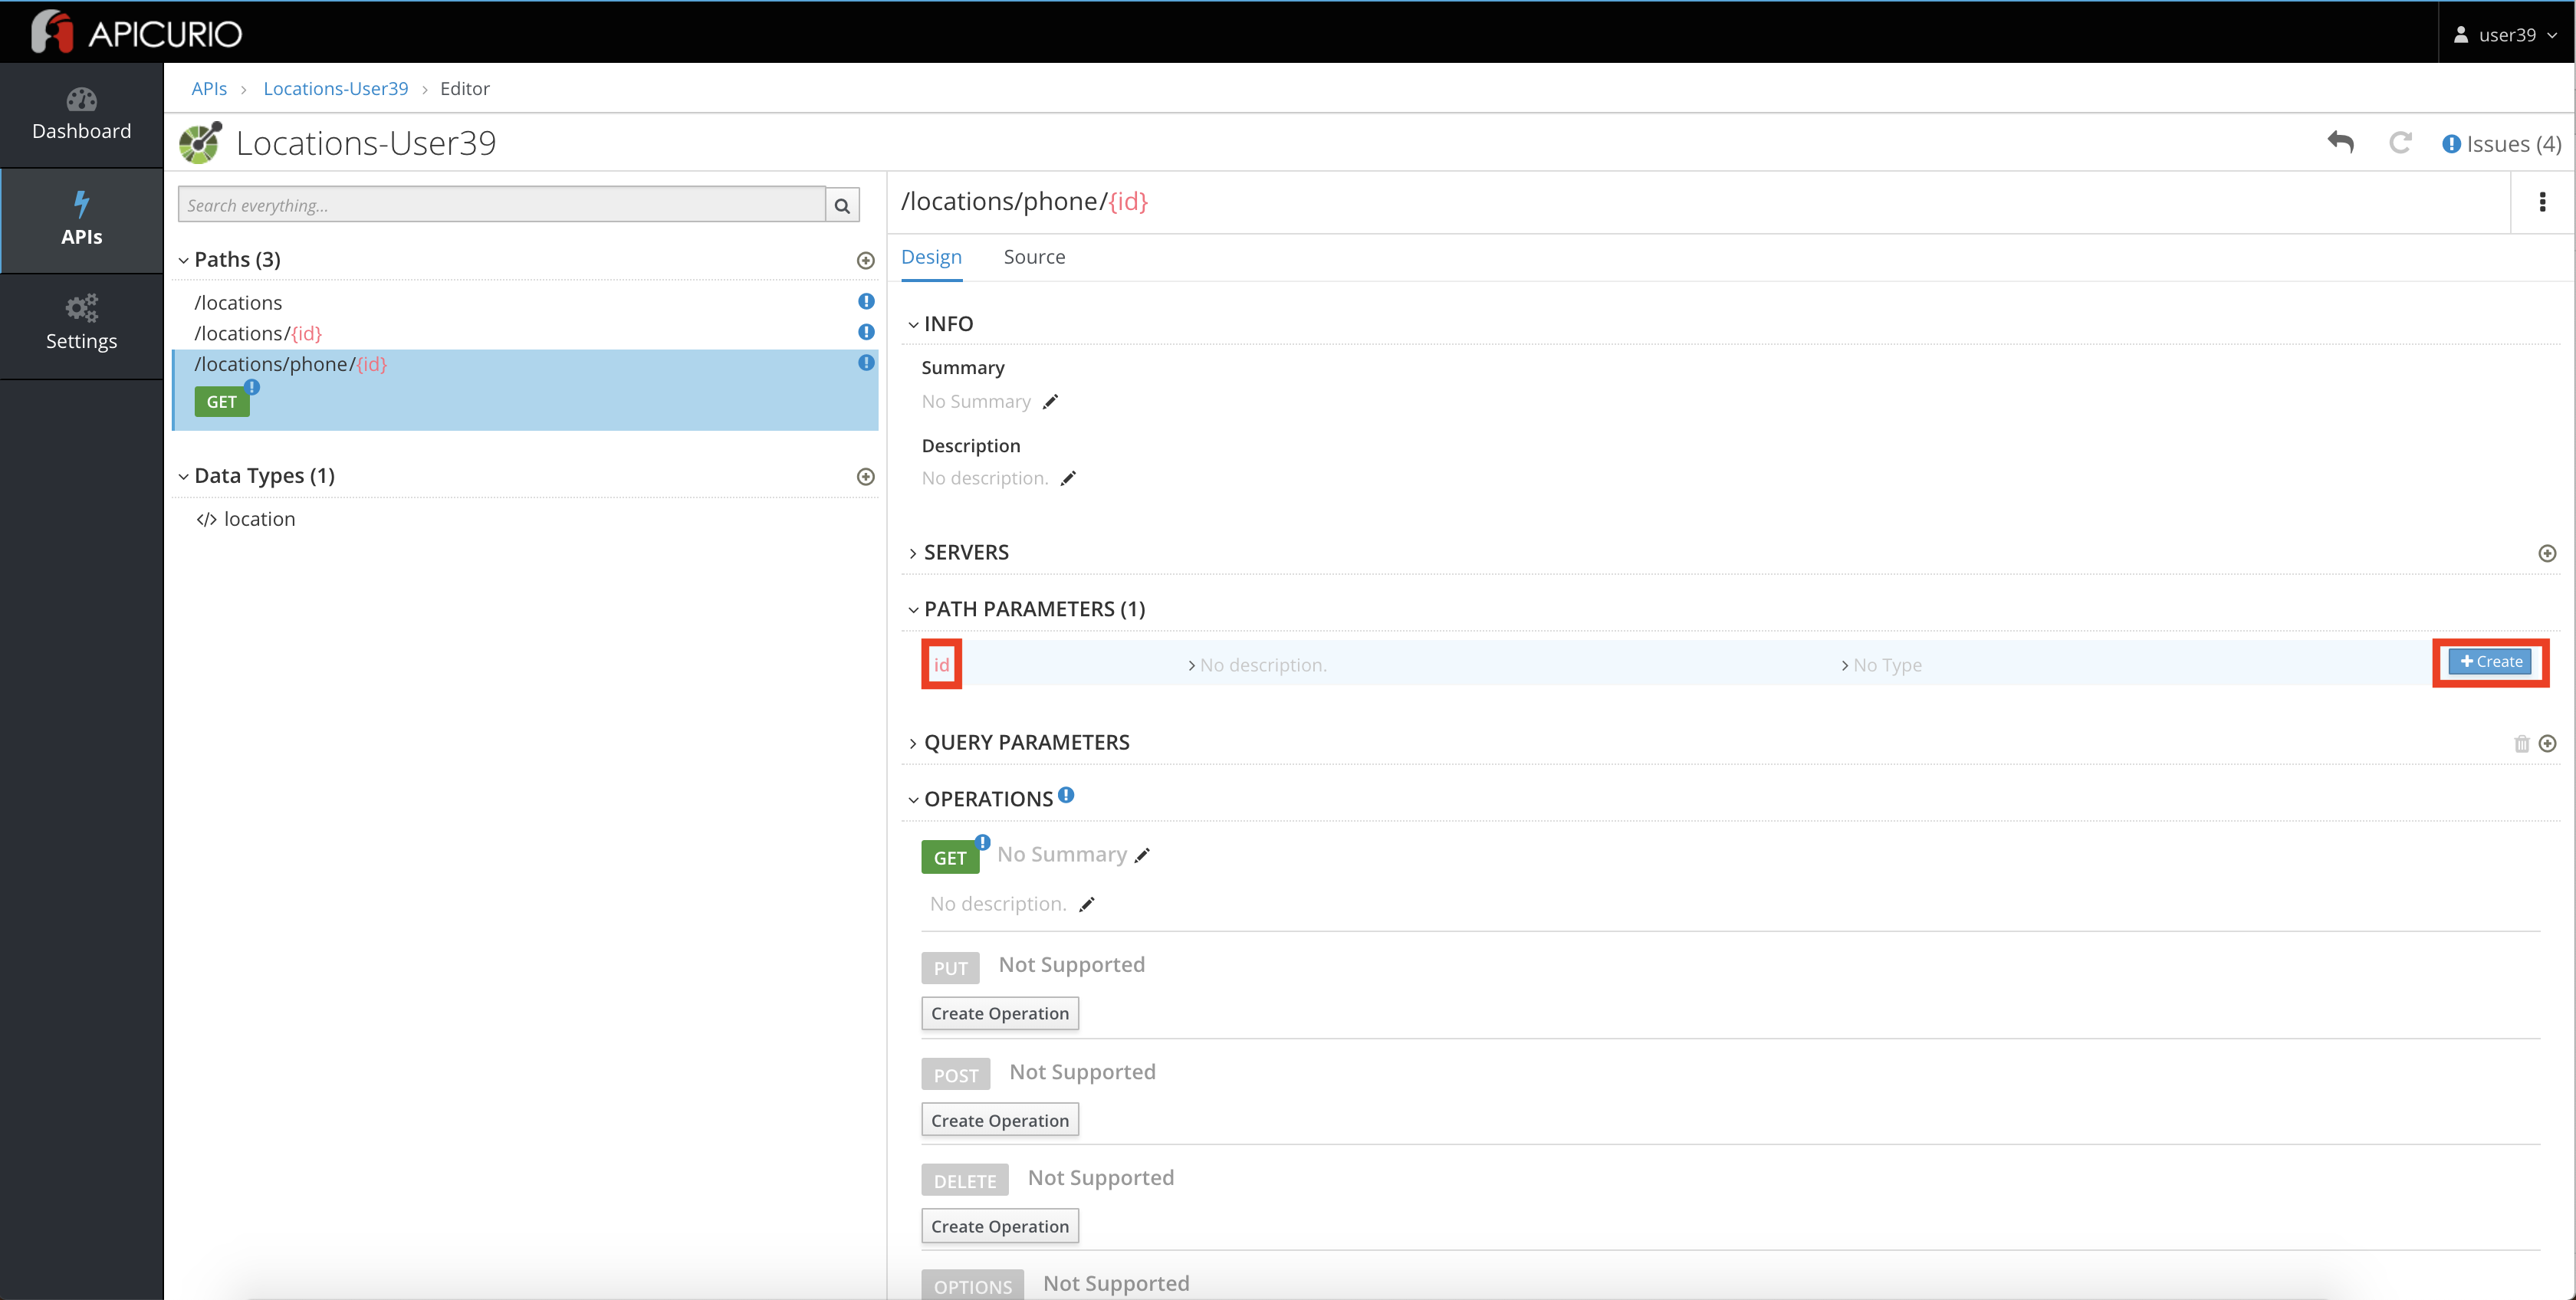 APICURIO
user39
APIs > Locations-User39 > Editor
Dashboard
APIs
Settings
Locations-User39
Issues (4)
Search everything...
Paths (3)
/locations
/locations/{id}
/locations/phone/{id}
GET
Data Types (1)
</> location
/locations/phone/{id}
Design Source
INFO
Summary
No Summary
Description
No description.
SERVERS
PATH PARAMETERS (1)
id > No description. > No Type + Create
QUERY PARAMETERS
OPERATIONS
GET No Summary
No description.
PUT Not Supported
Create Operation
POST Not Supported
Create Operation
DELETE Not Supported
Create Operation
OPTIONS Not Supported